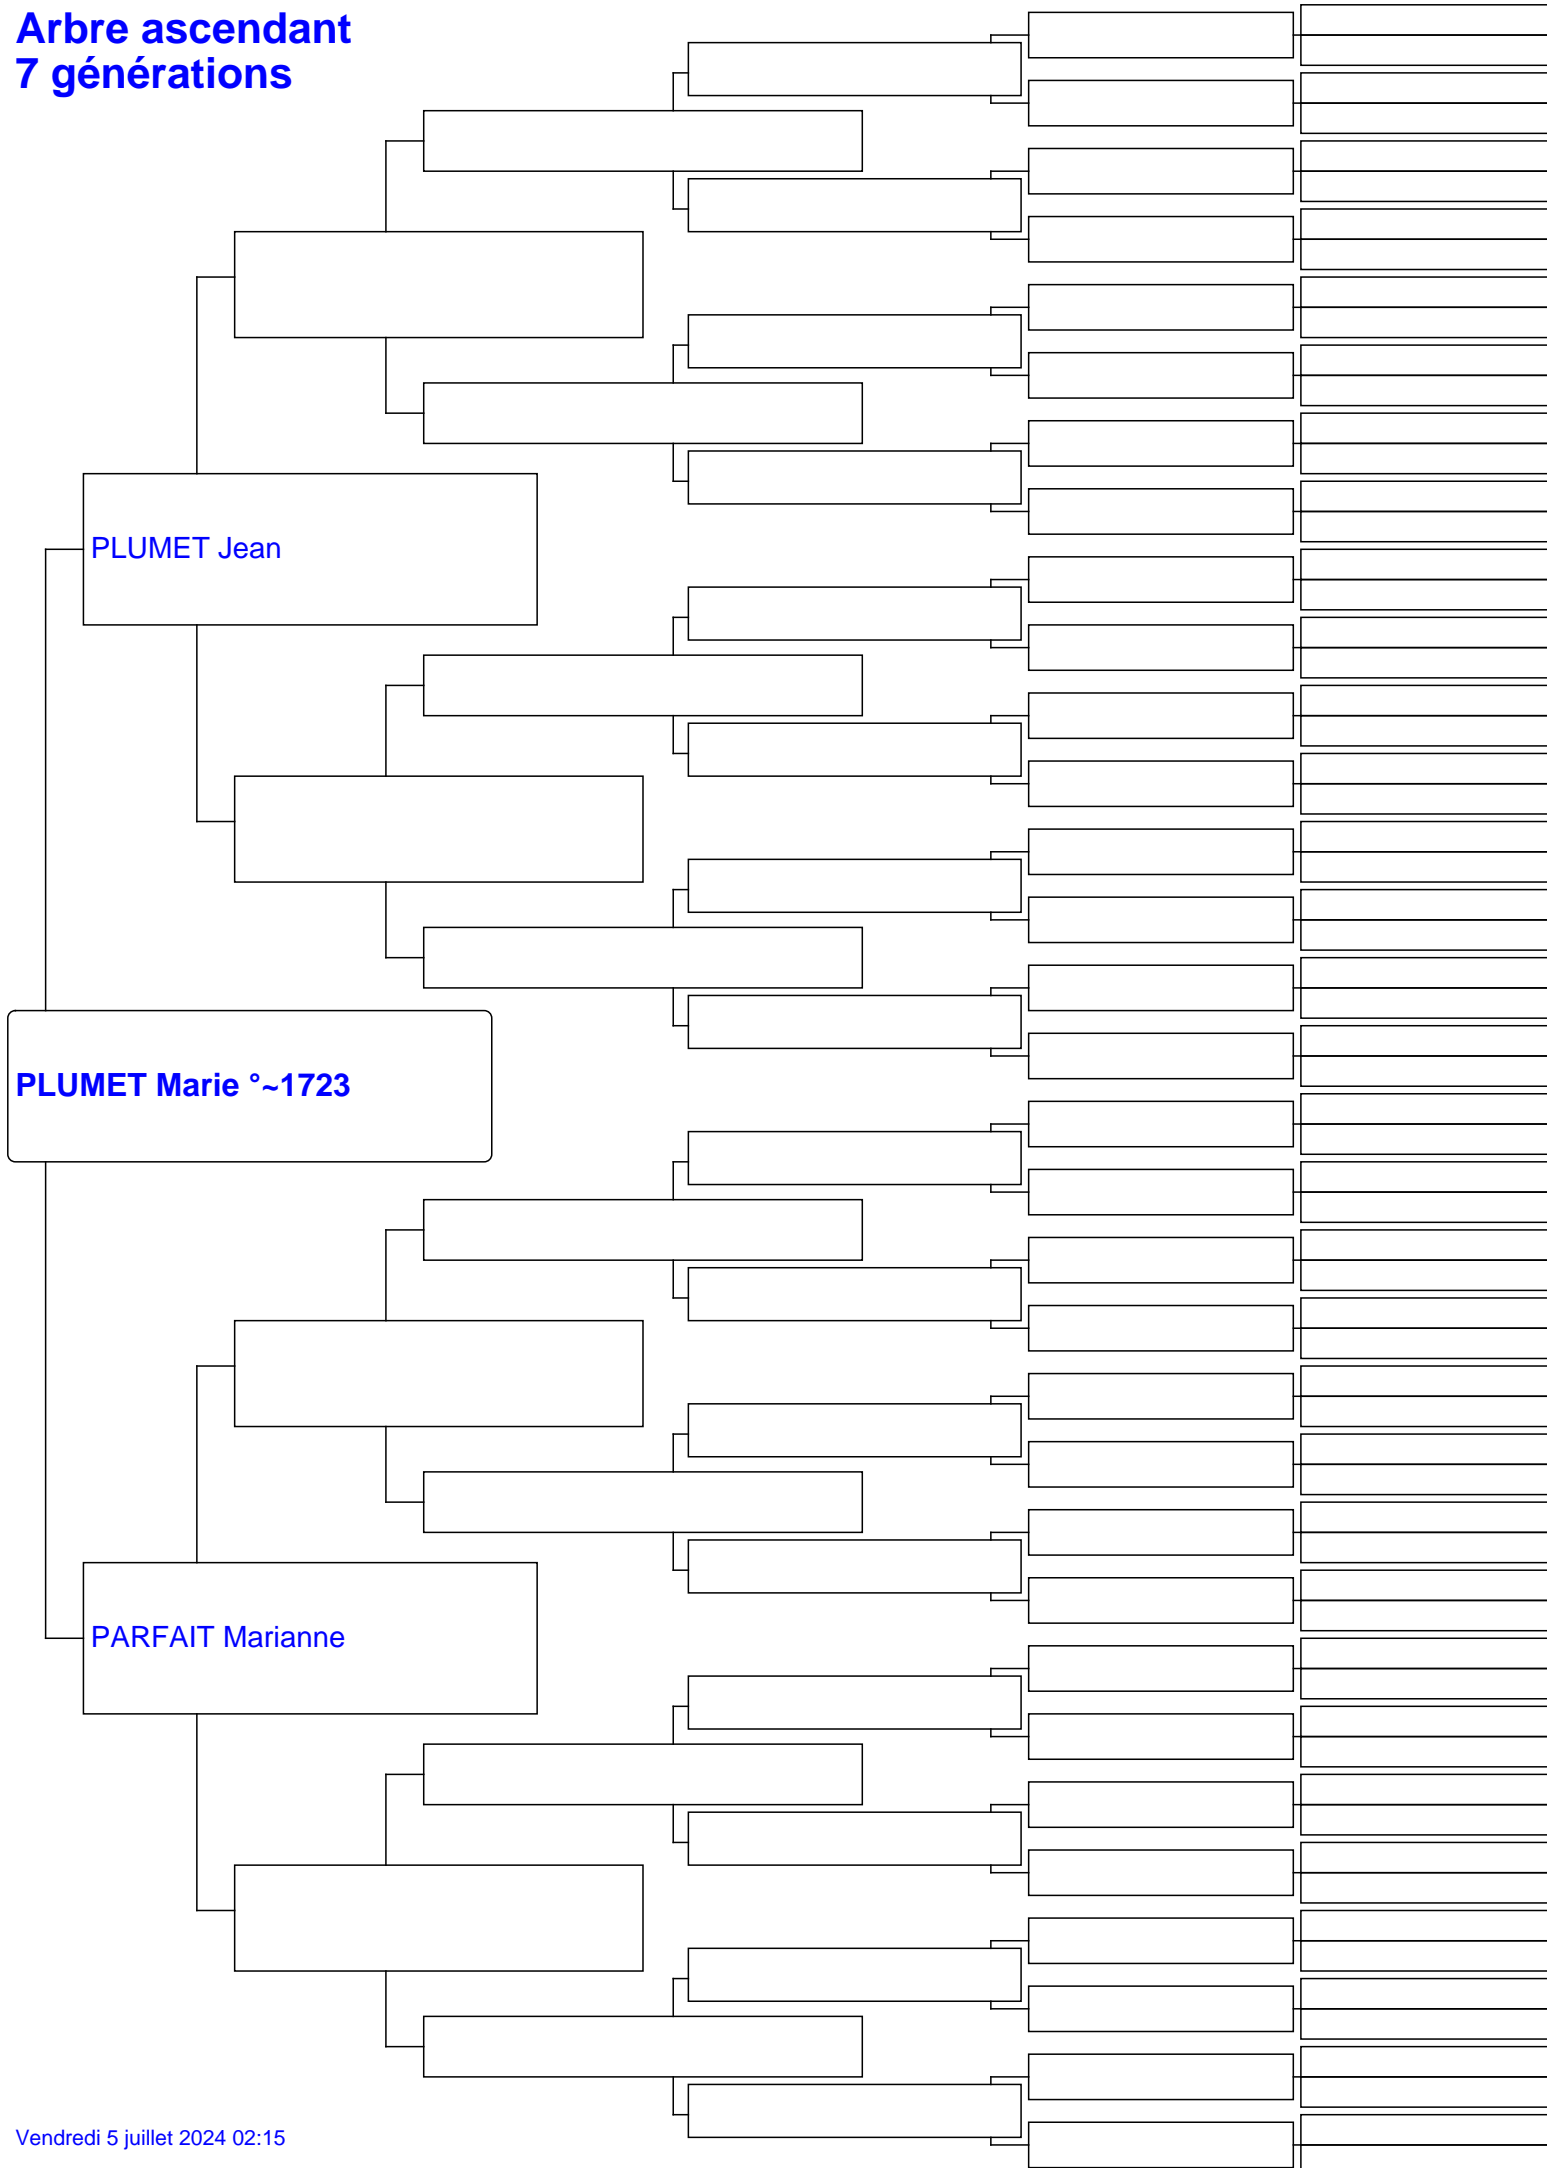 Arbre ascendant
7 générations
PLUMET Jean
PLUMET Marie °~1723
PARFAIT Marianne
Vendredi 5 juillet 2024 02:15